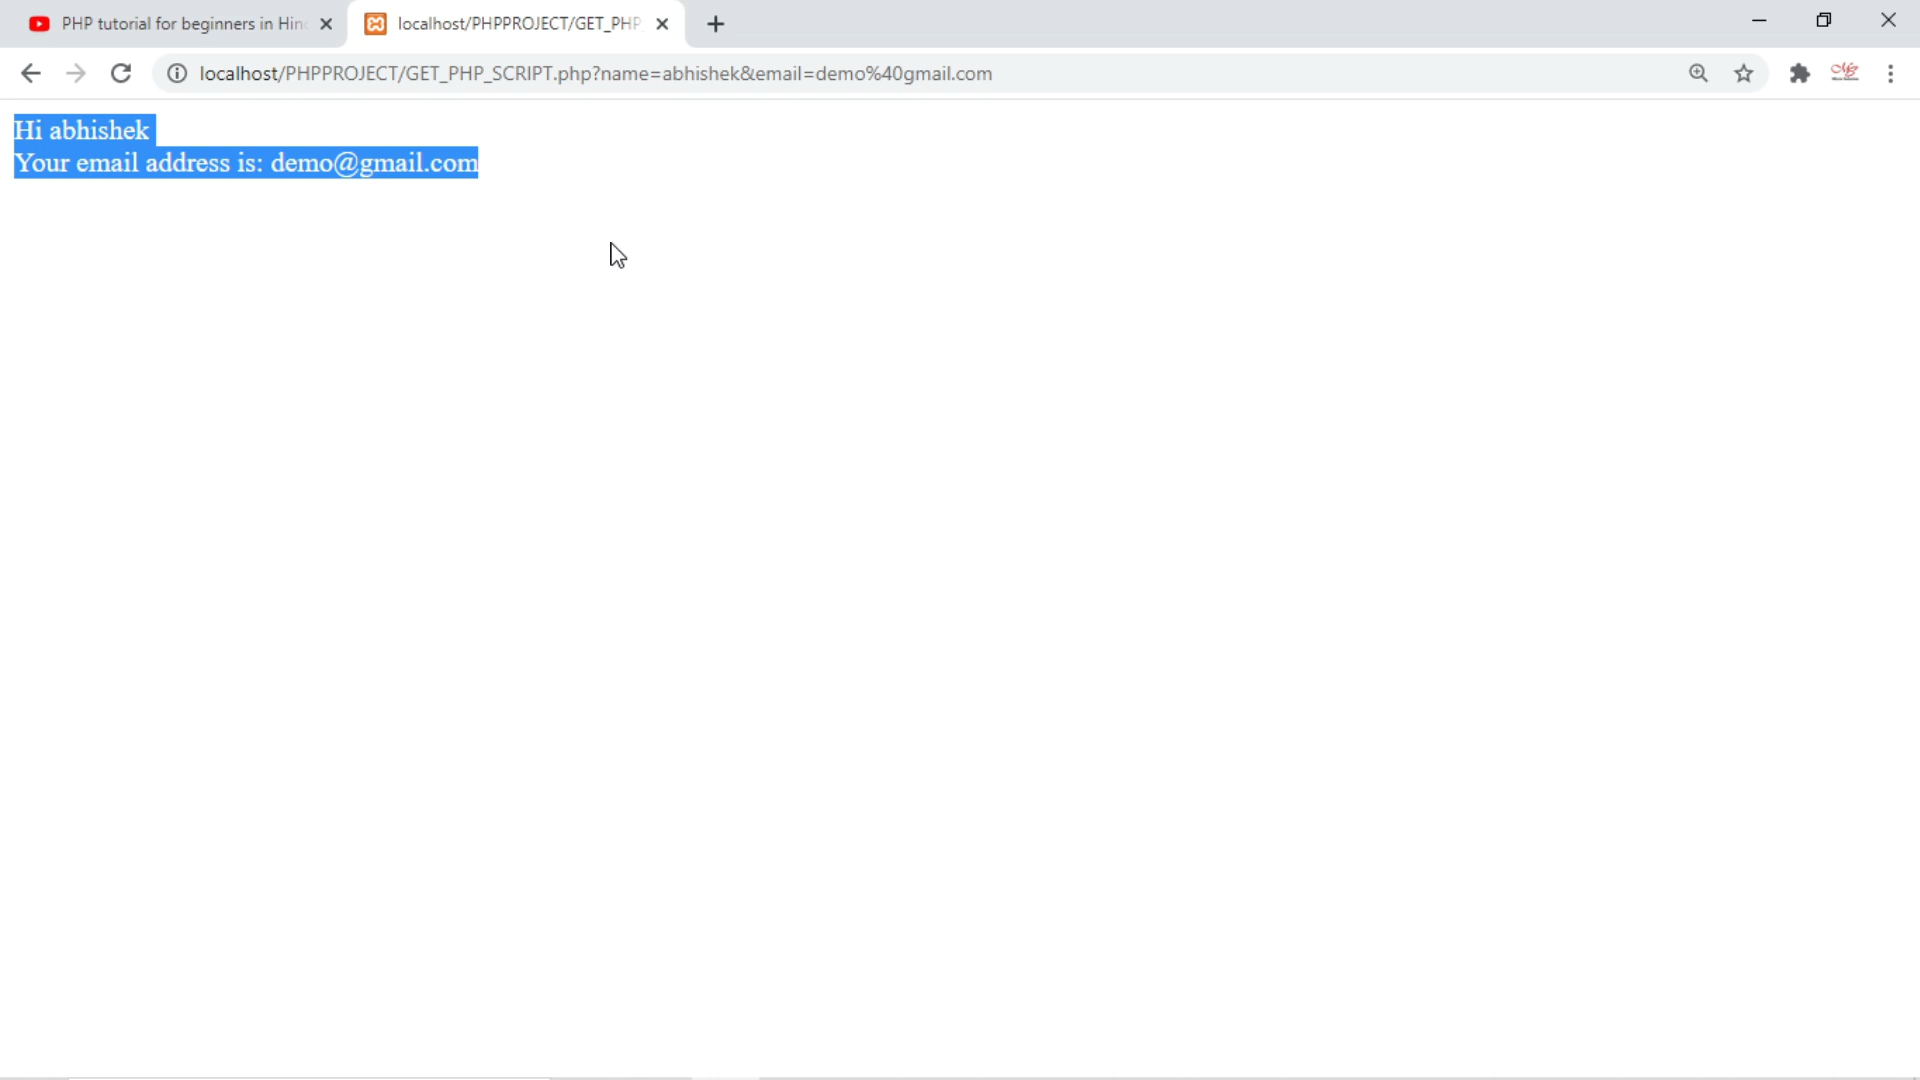 PHP tutorial for beginners in Hin
localhost/PHPPROJECT/GET_PHP
localhost/PHPPROJECT/GET_PHP_SCRIPT.php?name=abhishek&email=demo%40gmail.com
Hi abhishek
Your email address is: demo@gmail.com